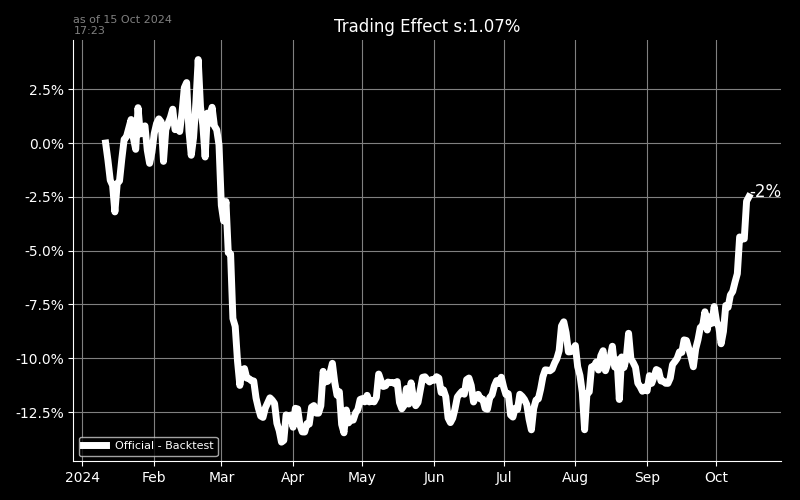 as of 15 Oct 2024
17:23
Trading Effect s:1.07%
2.5%
0.0%
-2.5%
-5.0%
-7.5%
-10.0%
-12.5%
-2%
Official - Backtest
2024 Feb Mar Apr May Jun Jul Aug Sep Oct